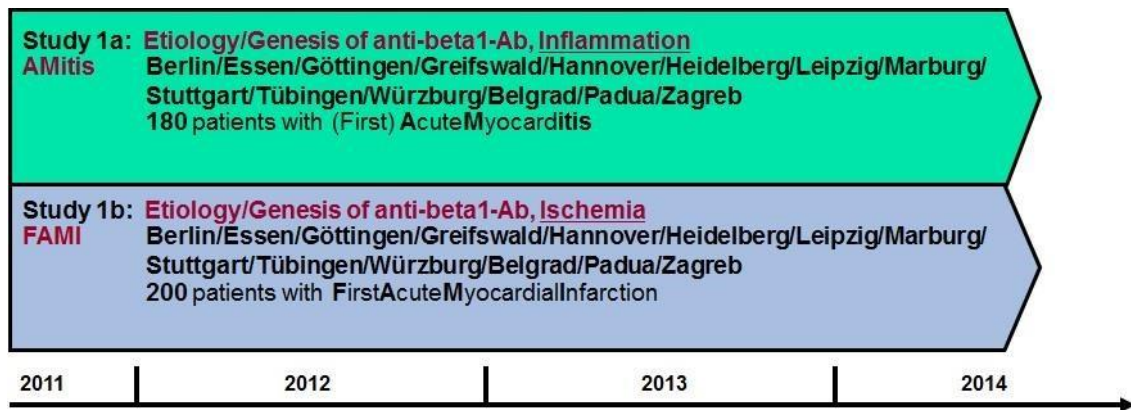 Study 1a: Etiology/Genesis of anti-beta1-Ab, Inflammation
AMitis Berlin/Essen/Göttingen/Greifswald/Hannover/Heidelberg/Leipzig/Marburg/
Stuttgart/Tübingen/Würzburg/Belgrad/Padua/Zagreb
180 patients with (First) AcuteMyocarditis
Study 1b: Etiology/Genesis of anti-beta1-Ab, Ischemia
FAMI Berlin/Essen/Göttingen/Greifswald/Hannover/Heidelberg/Leipzig/Marburg/
Stuttgart/Tübingen/Würzburg/Belgrad/Padua/Zagreb
200 patients with FirstAcuteMyocardialInfarction
2011 2012 2013 2014